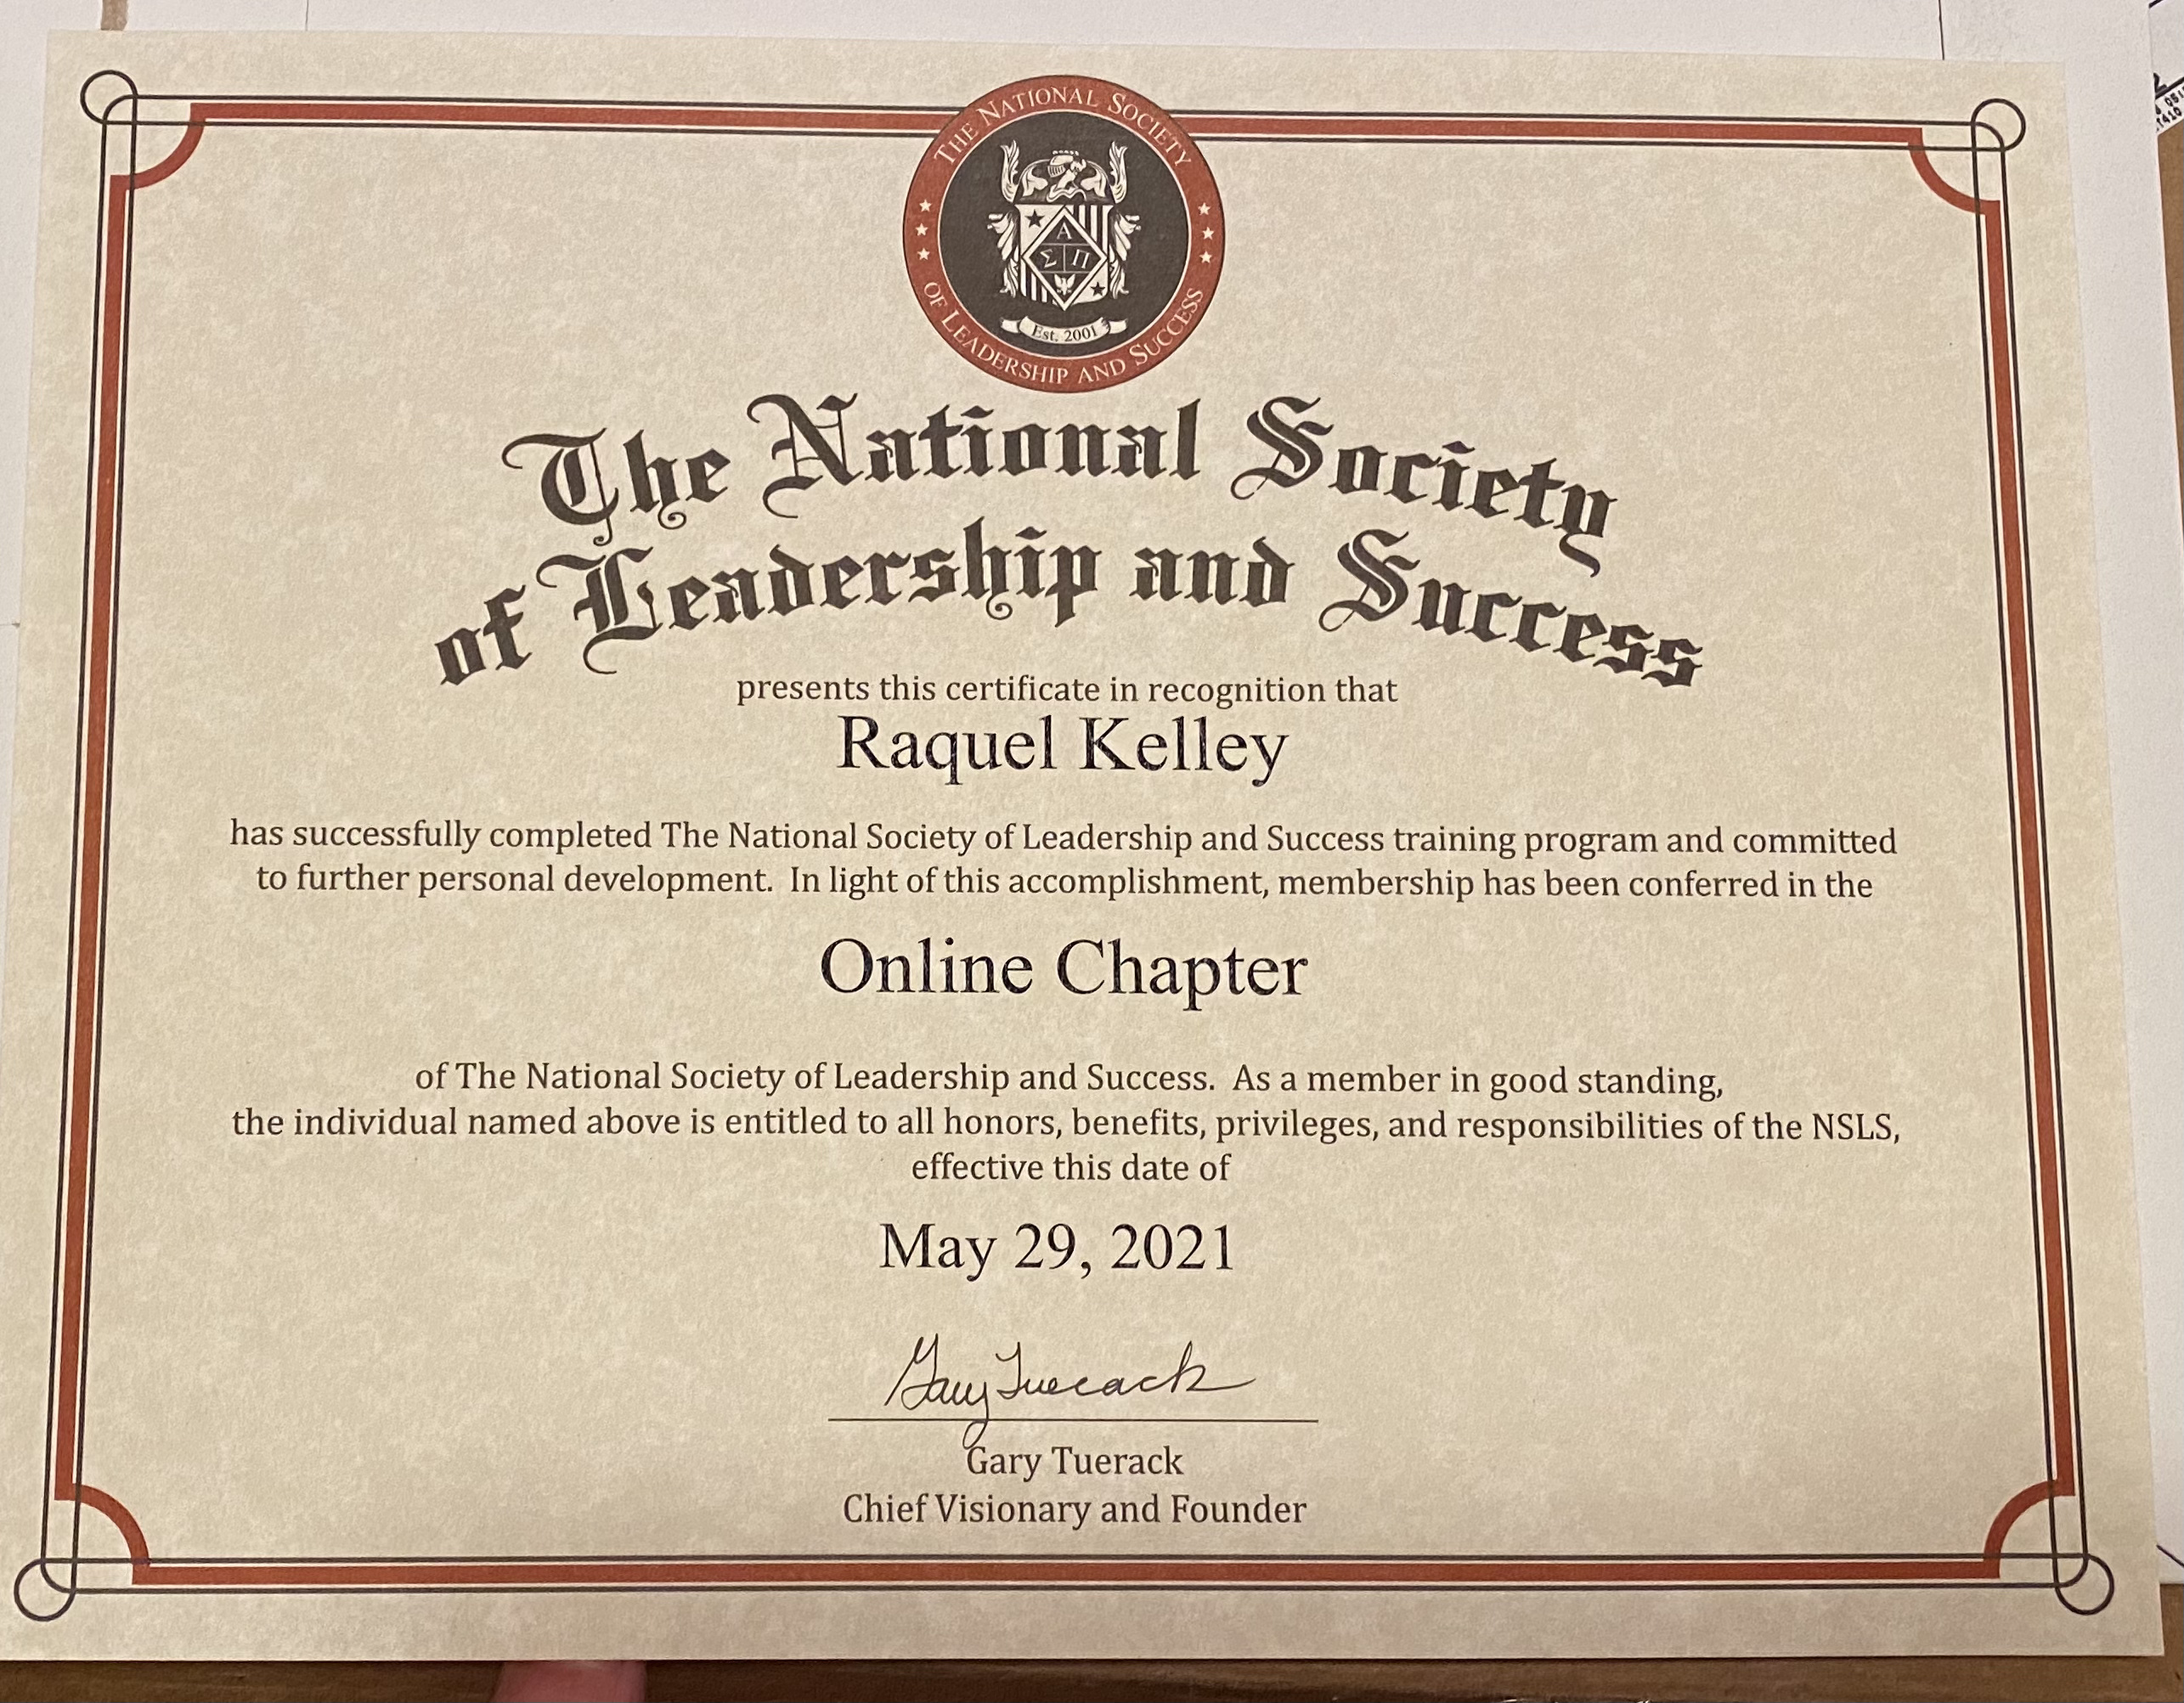 THE NATIONAL SOCIETY
OF LEADERSHIP AND SUCCESS
A
Σ Π
Est. 2001
The National Society
of Leadership and Success
presents this certificate in recognition that
Raquel Kelley
has successfully completed The National Society of Leadership and Success training program and committed
to further personal development. In light of this accomplishment, membership has been conferred in the
Online Chapter
of The National Society of Leadership and Success. As a member in good standing,
the individual named above is entitled to all honors, benefits, privileges, and responsibilities of the NSLS,
effective this date of
May 29, 2021
Gary Tuerack
Gary Tuerack
Chief Visionary and Founder